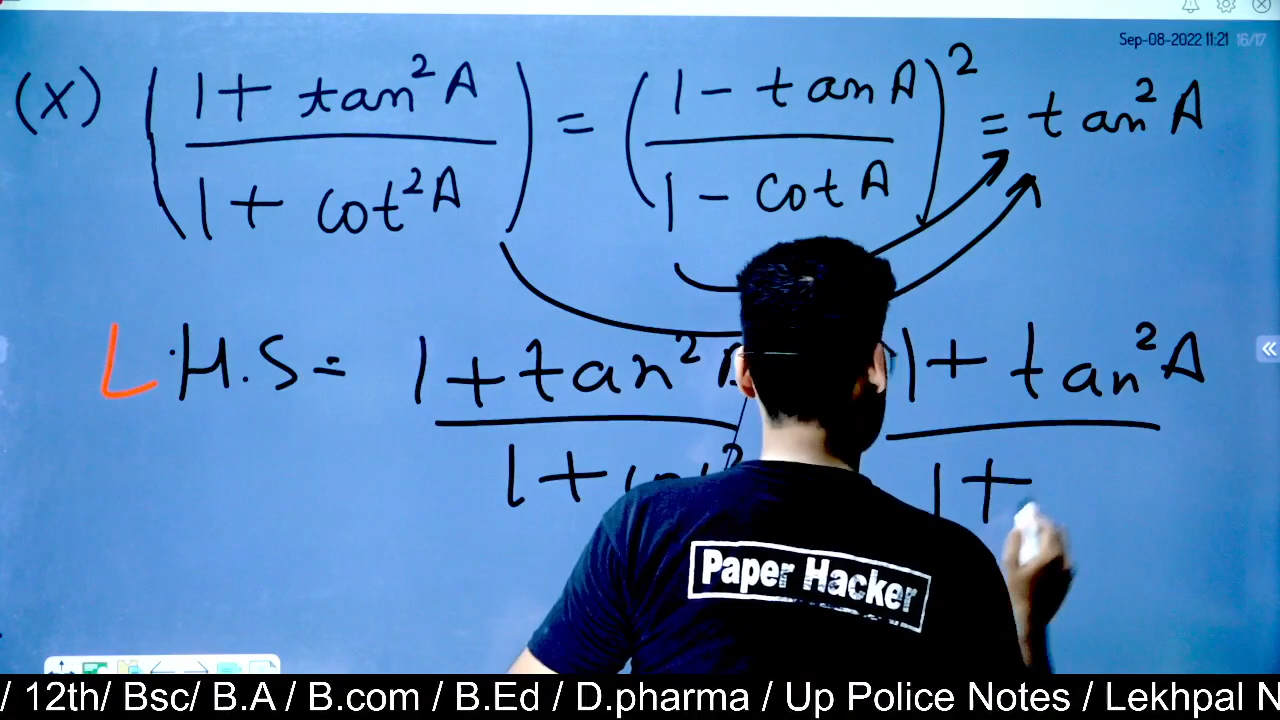 Sep-08-2022 11:21 16/17
(x) (1 + tan²A / 1 + cot²A) = (1 - tanA / 1 - cotA)² = tan²A
L.H.S = 1 + tan² 1 + tan²A
1 + 1 +
Paper Hacker
/ 12th/ Bsc/ B.A / B.com / B.Ed / D.pharma / Up Police Notes / Lekhpal N